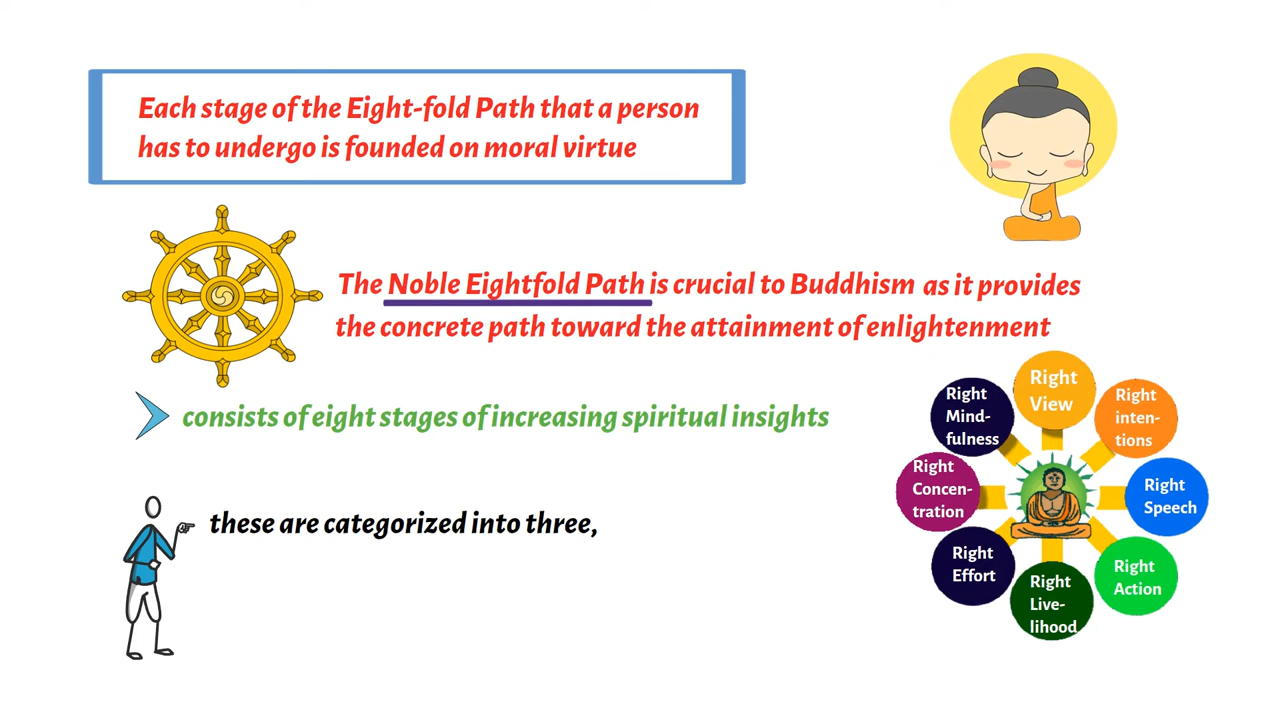 Each stage of the Eight-fold Path that a person
has to undergo is founded on moral virtue
The Noble Eightfold Path is crucial to Buddhism as it provides
the concrete path toward the attainment of enlightenment
consists of eight stages of increasing spiritual insights
these are categorized into three,
Right
View
Right
inten-
tions
Right
Speech
Right
Action
Right
Live-
lihood
Right
Effort
Right
Concen-
tration
Right
Mind-
fulness